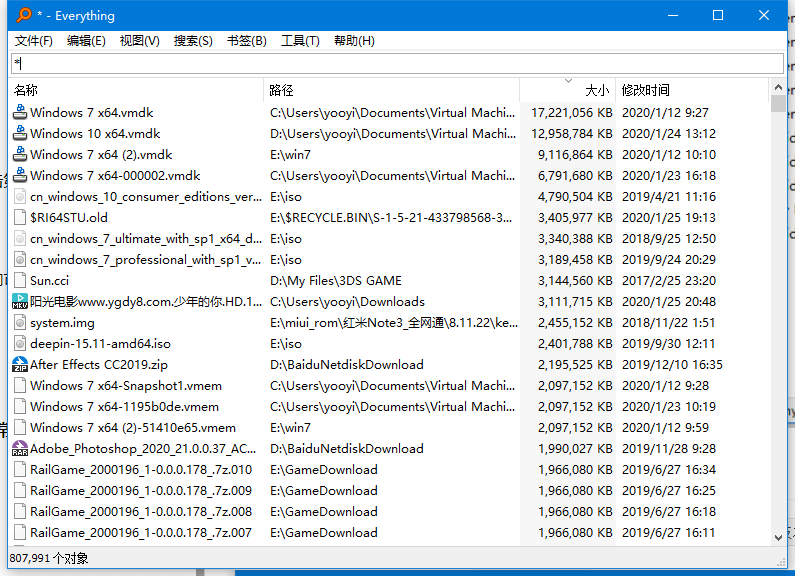 * - Everything
文件(F) 编辑(E) 视图(V) 搜索(S) 书签(B) 工具(T) 帮助(H)
*
名称 路径 大小 修改时间
Windows 7 x64.vmdk C:\Users\yooyi\Documents\Virtual Machi... 17,221,056 KB 2020/1/12 9:27
Windows 10 x64.vmdk D:\Users\yooyi\Documents\Virtual Machi... 12,958,784 KB 2020/1/24 13:12
Windows 7 x64 (2).vmdk E:\win7 9,116,864 KB 2020/1/12 10:10
Windows 7 x64-000002.vmdk C:\Users\yooyi\Documents\Virtual Machi... 6,791,680 KB 2020/1/23 16:18
cn_windows_10_consumer_editions_ver... E:\iso 4,790,504 KB 2019/4/21 11:16
$RI64STU.old E:\$RECYCLE.BIN\S-1-5-21-433798568-3... 3,405,977 KB 2020/1/25 19:13
cn_windows_7_ultimate_with_sp1_x64_d... E:\iso 3,340,388 KB 2018/9/25 12:50
cn_windows_7_professional_with_sp1_v... E:\iso 3,189,458 KB 2019/9/24 20:29
Sun.cci D:\My Files\3DS GAME 3,144,560 KB 2017/2/25 23:20
阳光电影www.ygdy8.com.少年的你.HD.1... C:\Users\yooyi\Downloads 3,111,715 KB 2020/1/25 20:48
system.img E:\miui_rom\红米Note3_全网通\8.11.22\ke... 2,455,152 KB 2018/11/22 1:51
deepin-15.11-amd64.iso E:\iso 2,401,788 KB 2019/9/30 12:11
After Effects CC2019.zip D:\BaiduNetdiskDownload 2,195,525 KB 2019/12/10 16:35
Windows 7 x64-Snapshot1.vmem C:\Users\yooyi\Documents\Virtual Machi... 2,097,152 KB 2020/1/12 9:28
Windows 7 x64-1195b0de.vmem C:\Users\yooyi\Documents\Virtual Machi... 2,097,152 KB 2020/1/23 10:19
Windows 7 x64 (2)-51410e65.vmem E:\win7 2,097,152 KB 2020/1/12 9:59
Adobe_Photoshop_2020_21.0.0.37_AC... D:\BaiduNetdiskDownload 1,990,027 KB 2019/11/28 9:28
RailGame_2000196_1-0.0.0.178_.7z.010 E:\GameDownload 1,966,080 KB 2019/6/27 16:34
RailGame_2000196_1-0.0.0.178_.7z.009 E:\GameDownload 1,966,080 KB 2019/6/27 16:25
RailGame_2000196_1-0.0.0.178_.7z.008 E:\GameDownload 1,966,080 KB 2019/6/27 16:18
RailGame_2000196_1-0.0.0.178_.7z.007 E:\GameDownload 1,966,080 KB 2019/6/27 16:11
807,991 个对象